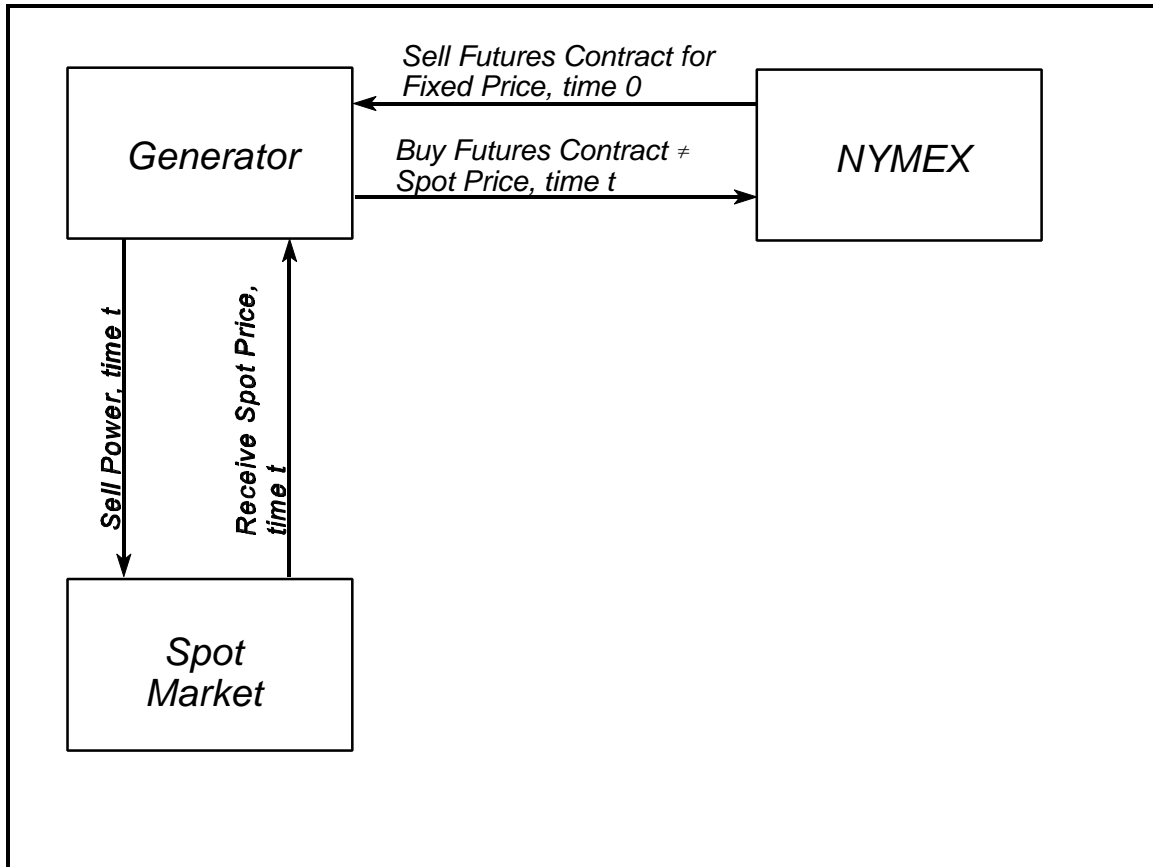 Sell Futures Contract for
Fixed Price, time 0
Generator
Buy Futures Contract ≠
Spot Price, time t
NYMEX
Sell Power, time t
Receive Spot Price,
time t
Spot
Market